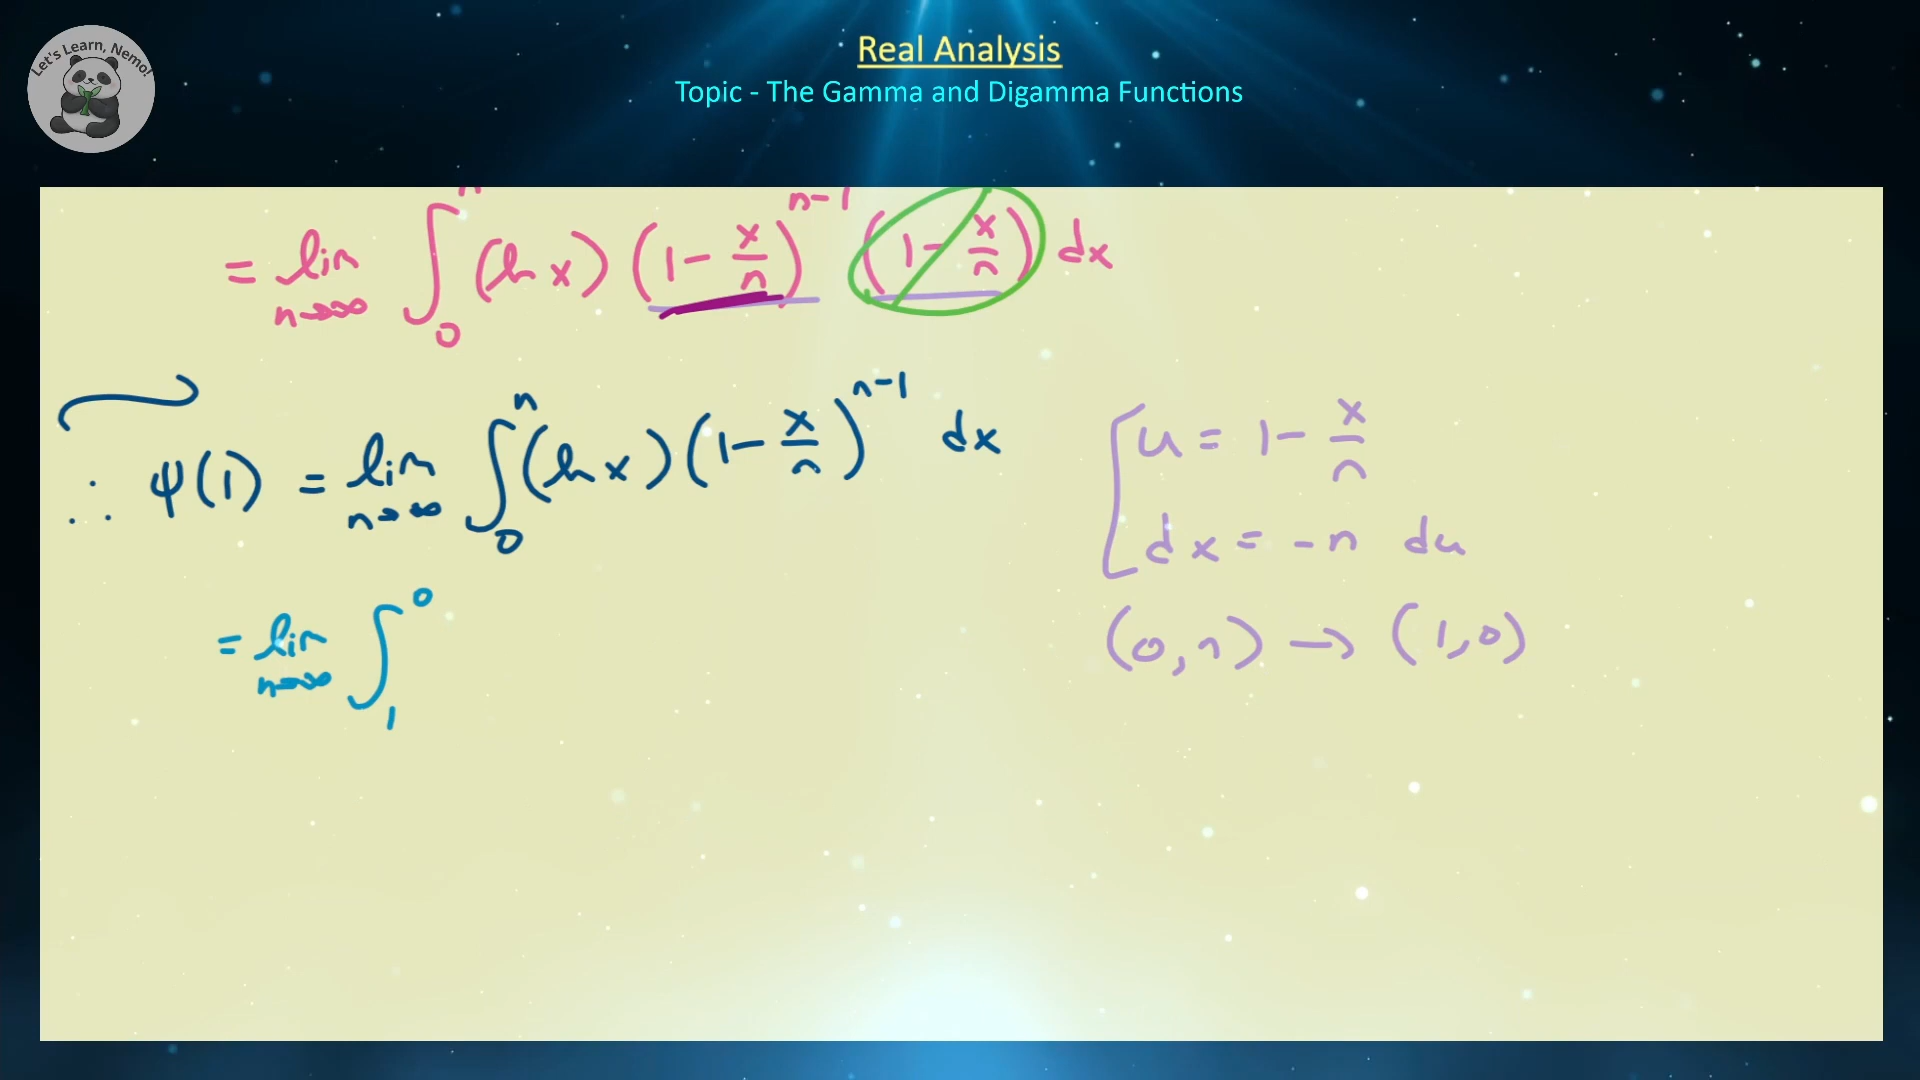 Let's Learn, Nemo!
Real Analysis
Topic - The Gamma and Digamma Functions
= lim n→∞ ∫₀ⁿ (ln x) (1 - x/n)ⁿ⁻¹ (1 - x/n) dx
∴ ψ(1) = lim n→∞ ∫₀ⁿ (ln x) (1 - x/n)ⁿ⁻¹ dx
u = 1 - x/n
dx = -n du
= lim n→∞ ∫₁⁰
(0, n) → (1, 0)